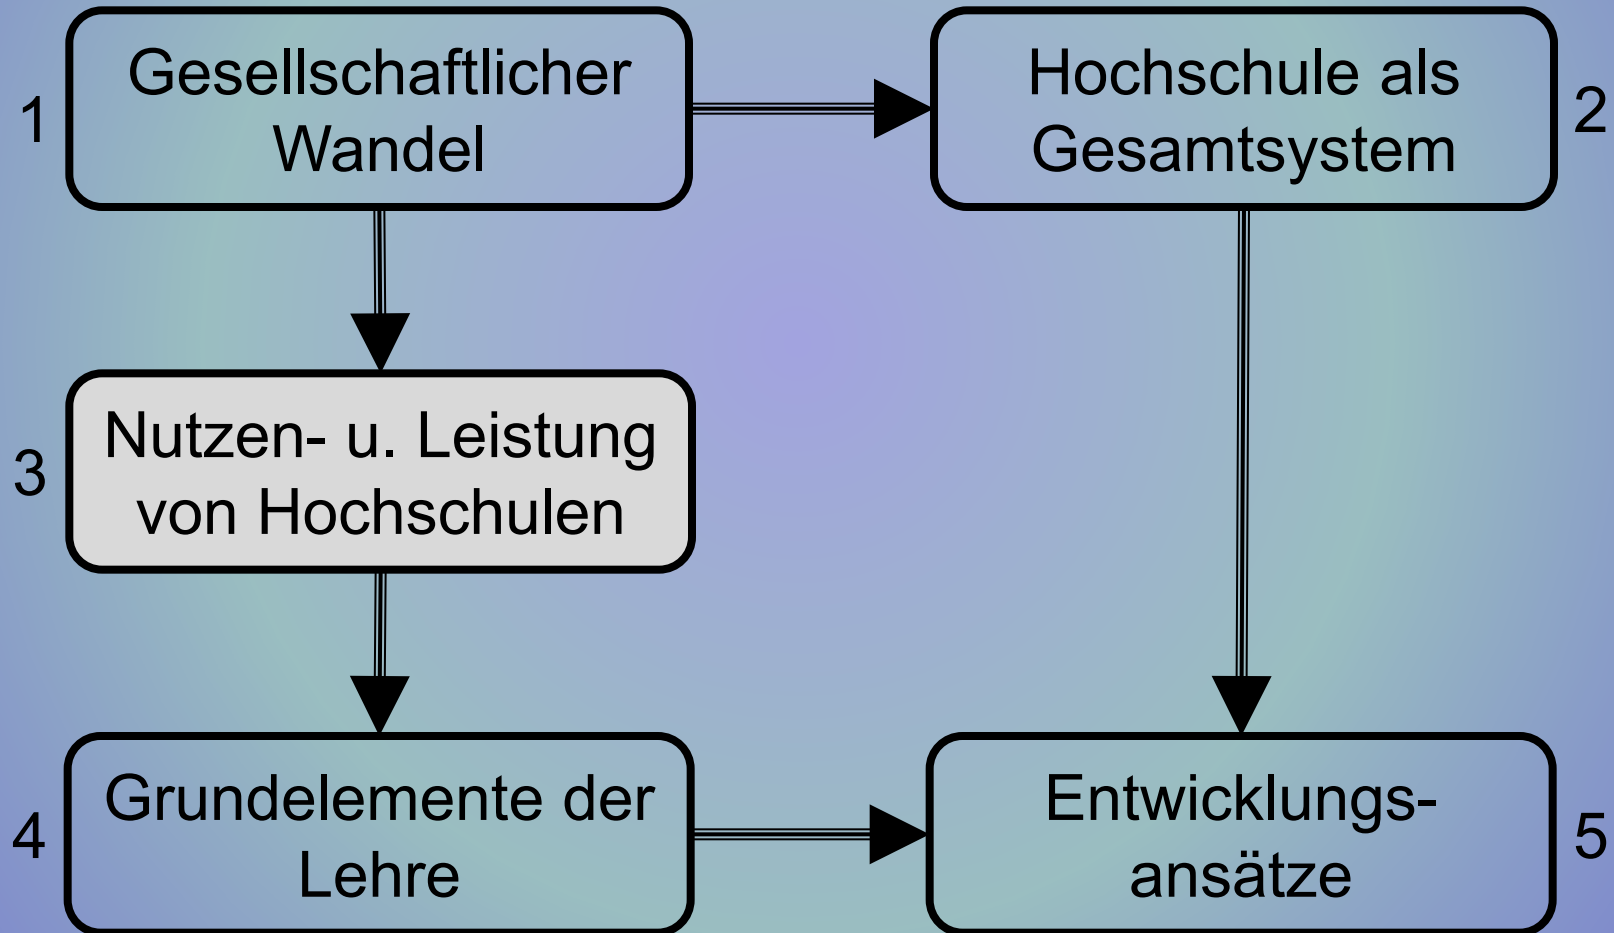 1
Gesellschaftlicher
Wandel
Hochschule als
Gesamtsystem
2
3
Nutzen- u. Leistung
von Hochschulen
4
Grundelemente der
Lehre
Entwicklungs-
ansätze
5